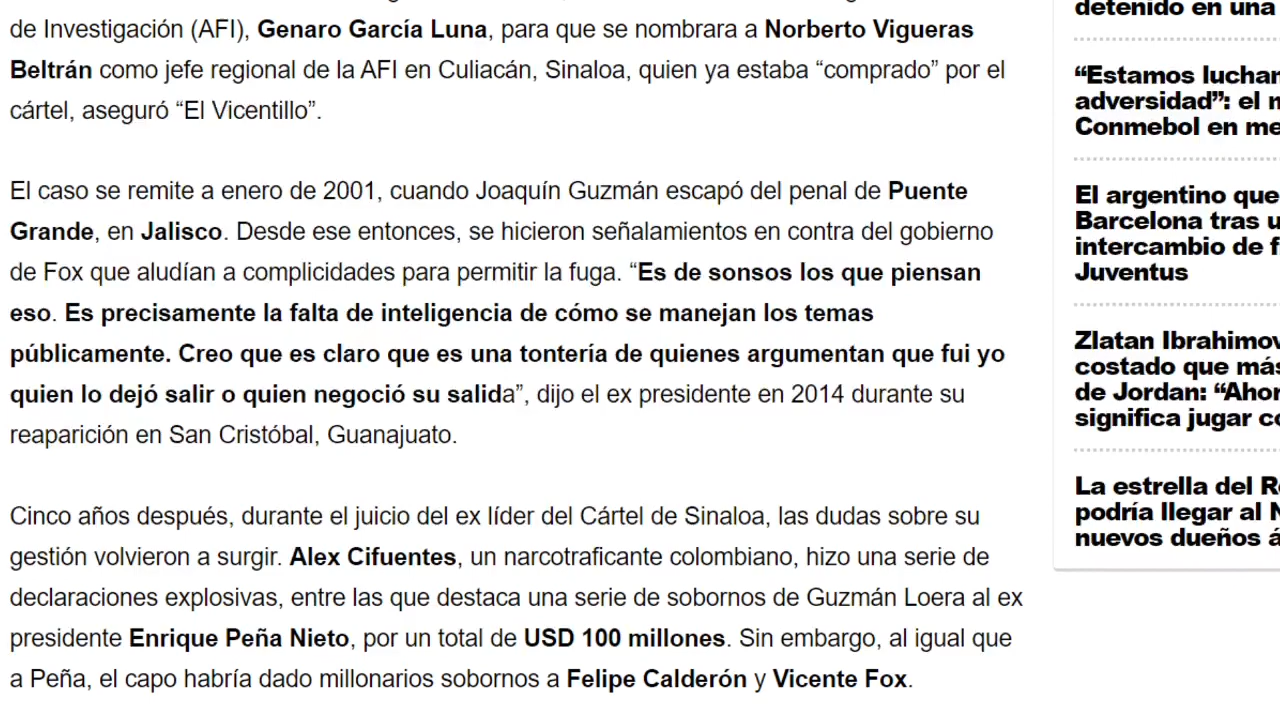 de Investigación (AFI), Genaro García Luna, para que se nombrara a Norberto Vigueras
Beltrán como jefe regional de la AFI en Culiacán, Sinaloa, quien ya estaba “comprado” por el
cártel, aseguró “El Vicentillo”.
El caso se remite a enero de 2001, cuando Joaquín Guzmán escapó del penal de Puente
Grande, en Jalisco. Desde ese entonces, se hicieron señalamientos en contra del gobierno
de Fox que aludían a complicidades para permitir la fuga. “Es de sonsos los que piensan
eso. Es precisamente la falta de inteligencia de cómo se manejan los temas
públicamente. Creo que es claro que es una tontería de quienes argumentan que fui yo
quien lo dejó salir o quien negoció su salida”, dijo el ex presidente en 2014 durante su
reaparición en San Cristóbal, Guanajuato.
Cinco años después, durante el juicio del ex líder del Cártel de Sinaloa, las dudas sobre su
gestión volvieron a surgir. Alex Cifuentes, un narcotraficante colombiano, hizo una serie de
declaraciones explosivas, entre las que destaca una serie de sobornos de Guzmán Loera al ex
presidente Enrique Peña Nieto, por un total de USD 100 millones. Sin embargo, al igual que
a Peña, el capo habría dado millonarios sobornos a Felipe Calderón y Vicente Fox.
detenido en una
“Estamos luchan
adversidad”: el m
Conmebol en me
El argentino que
Barcelona tras u
intercambio de f
Juventus
Zlatan Ibrahimov
costado que más
de Jordan: “Ahor
significa jugar co
La estrella del Re
podría llegar al N
nuevos dueños á